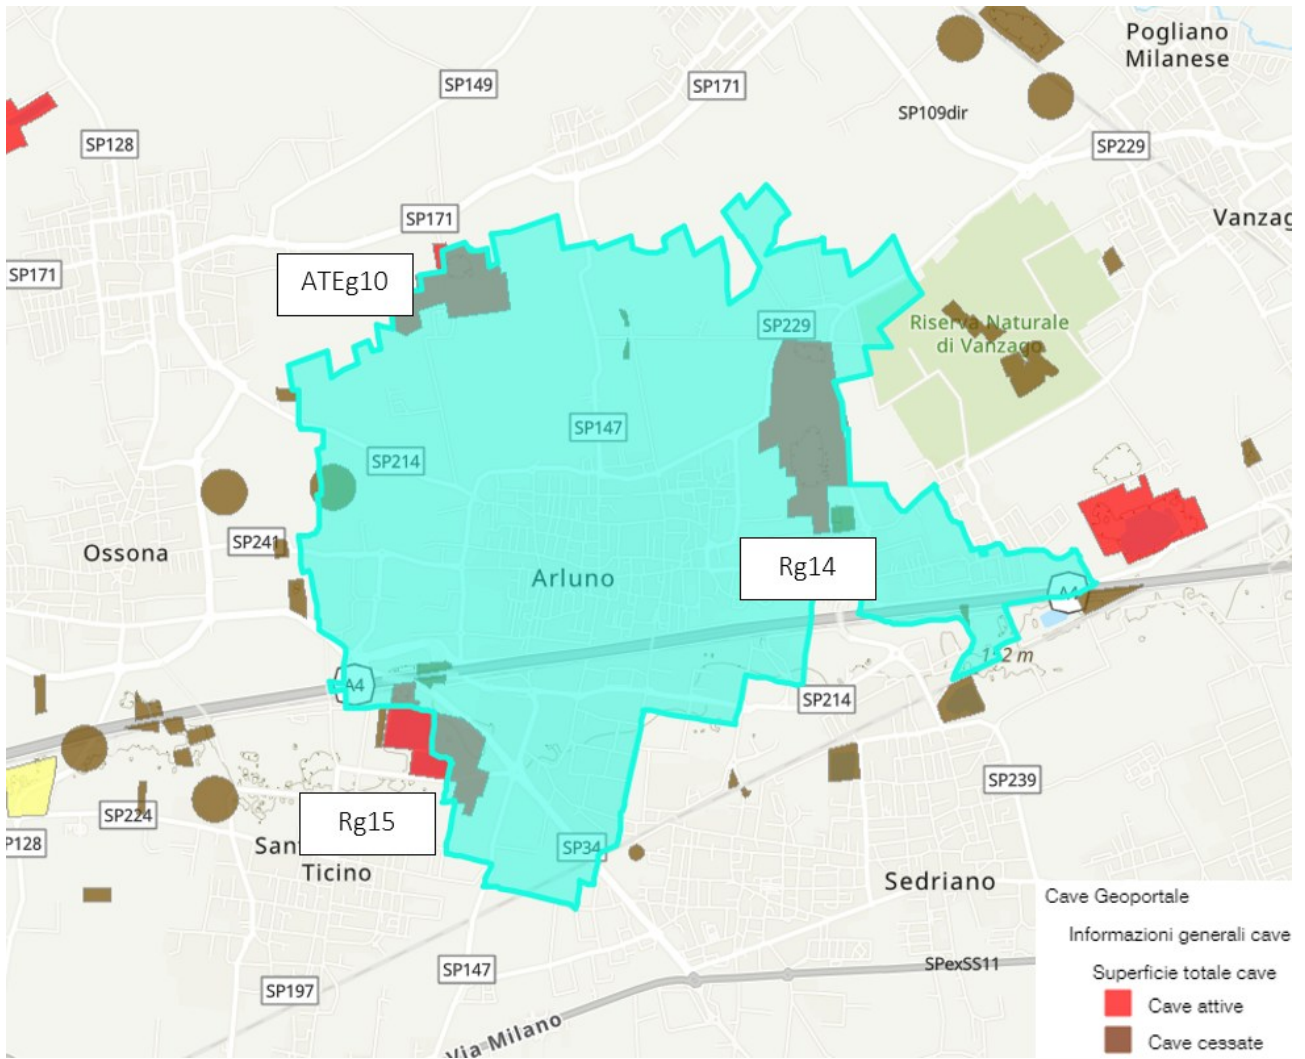 Pogliano
Milanese
SP149
SP171
SP109dir
SP128
SP229
Vanzag
SP171
SP171
ATEg10
SP229
Riserva Naturale
di Vanzago
SP147
SP214
SP241
Ossona
Arluno
Rg14
A4
A4
SP214
SP239
SP224
Rg15
P128
San
Ticino
SP34
Sedriano
SP147
SPexSS11
SP197
Via Milano
Cave Geoportale
Informazioni generali cave
Superficie totale cave
Cave attive
Cave cessate